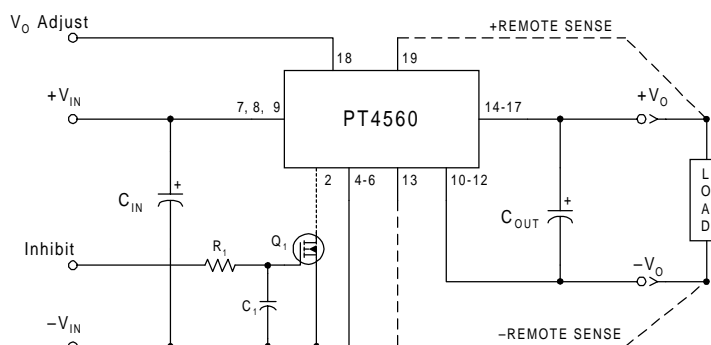 V_O Adjust
+REMOTE SENSE
18
19
+V_IN
7, 8, 9
PT4560
14-17
+V_O
2
4-6
13
10-12
C_IN
+
C_OUT
+
LOAD
Inhibit
R_1
Q_1
C_1
–V_O
–V_IN
–REMOTE SENSE